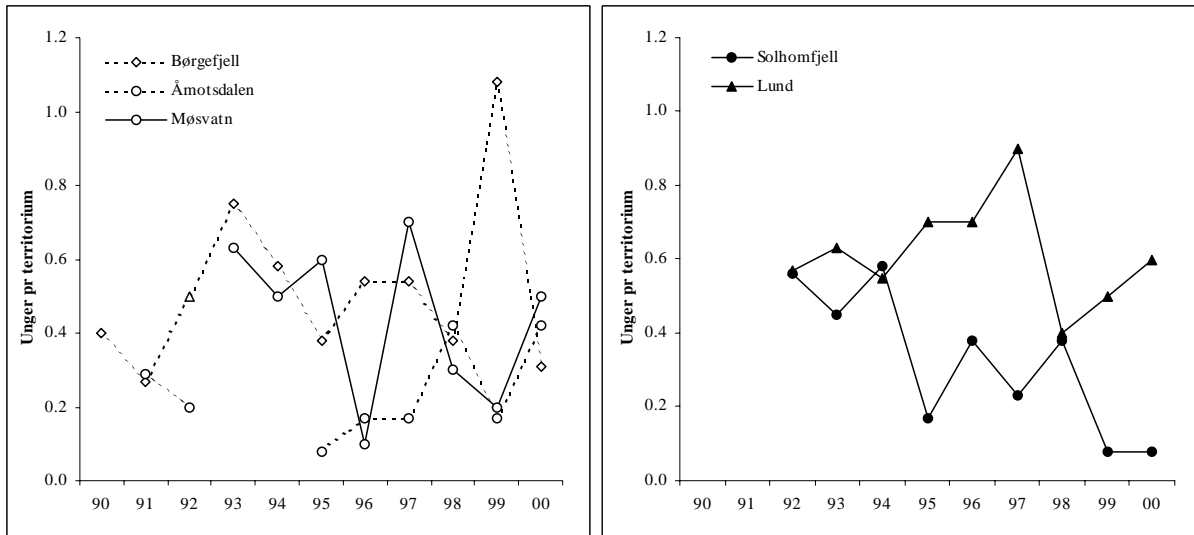 1.2
1.0
0.8
0.6
0.4
0.2
0.0
Unger pr territorium
Børgefjell
Åmotsdalen
Møsvatn
90 91 92 93 94 95 96 97 98 99 00
1.2
1.0
0.8
0.6
0.4
0.2
0.0
Unger pr territorium
Solhomfjell
Lund
90 91 92 93 94 95 96 97 98 99 00